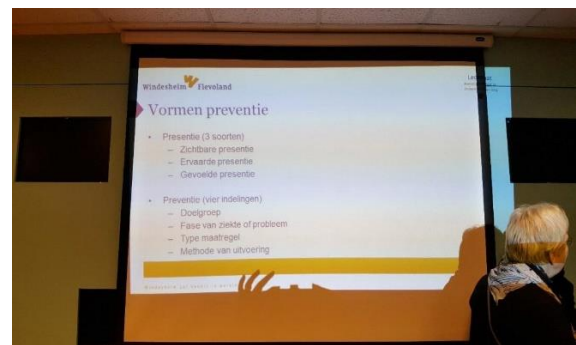 Windesheim Flevoland
Vormen preventie
• Presentie (3 soorten)
– Zichtbare presentie
– Ervaarde presentie
– Gevoelde presentie
• Preventie (vier indelingen)
– Doelgroep
– Fase van ziekte of probleem
– Type maatregel
– Methode van uitvoering